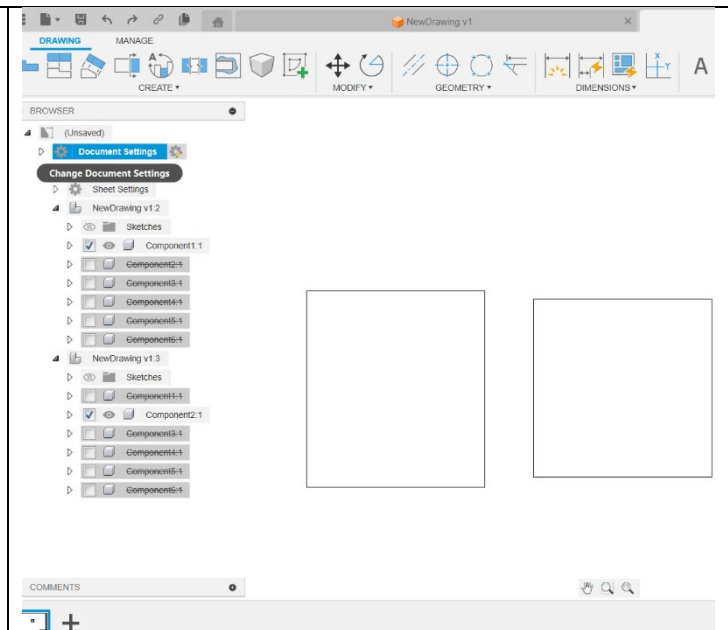 NewDrawing v1
DRAWING MANAGE
CREATE MODIFY GEOMETRY DIMENSIONS
X
Y
A
BROWSER
(Unsaved)
Document Settings
Change Document Settings
Sheet Settings
NewDrawing v1:2
Sketches
Component1:1
Component2:1
Component3:1
Component4:1
Component5:1
Component6:1
NewDrawing v1:3
Sketches
Component1:1
Component2:1
Component3:1
Component4:1
Component5:1
Component6:1
COMMENTS